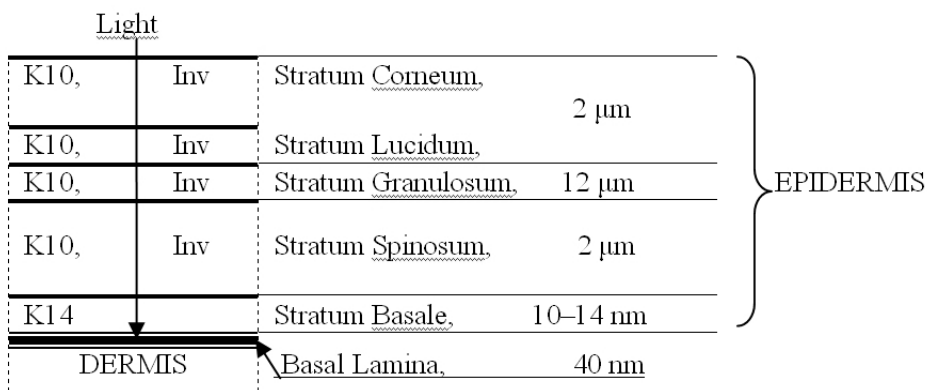 Light
K10, Inv Stratum Corneum,
2 μm
K10, Inv Stratum Lucidum,
K10, Inv Stratum Granulosum, 12 μm
EPIDERMIS
K10, Inv Stratum Spinosum, 2 μm
K14 Stratum Basale, 10–14 nm
DERMIS Basal Lamina, 40 nm